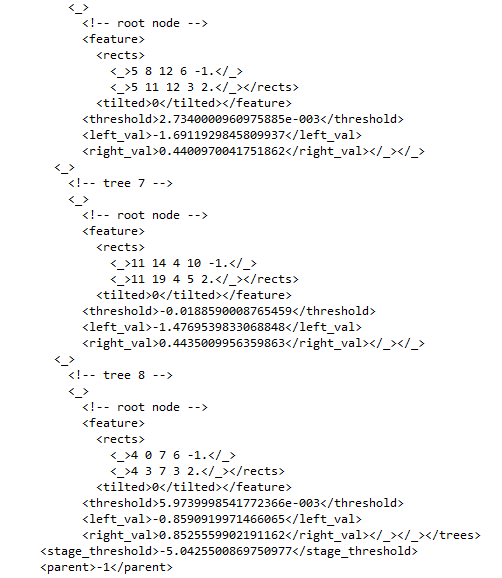 <_>
<!-- root node -->
<feature>
<rects>
<_>5 8 12 6 -1.</_>
<_>5 11 12 3 2.</_></rects>
<tilted>0</tilted></feature>
<threshold>2.7340000960975885e-003</threshold>
<left_val>-1.6911929845809937</left_val>
<right_val>0.4400970041751862</right_val></_></_>
<_>
<!-- tree 7 -->
<_>
<!-- root node -->
<feature>
<rects>
<_>11 14 4 10 -1.</_>
<_>11 19 4 5 2.</_></rects>
<tilted>0</tilted></feature>
<threshold>-0.0188590008765459</threshold>
<left_val>-1.4769539833068848</left_val>
<right_val>0.4435009956359863</right_val></_></_>
<_>
<!-- tree 8 -->
<_>
<!-- root node -->
<feature>
<rects>
<_>4 0 7 6 -1.</_>
<_>4 3 7 3 2.</_></rects>
<tilted>0</tilted></feature>
<threshold>5.9739998541772366e-003</threshold>
<left_val>-0.8590919971466065</left_val>
<right_val>0.8525559902191162</right_val></_></_></trees>
<stage_threshold>-5.0425500869750977</stage_threshold>
<parent>-1</parent>